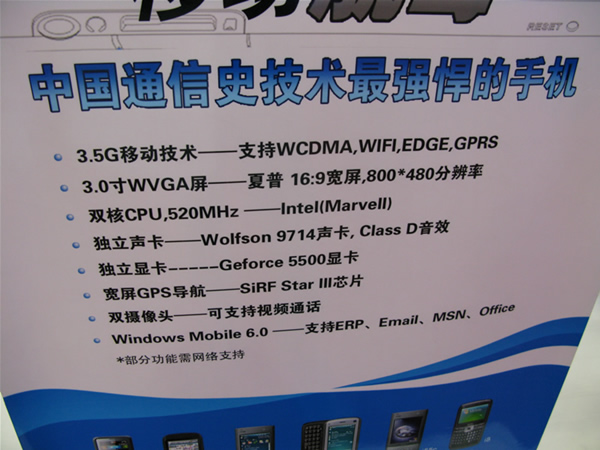 移动
RESET
中国通信史技术最强悍的手机
3.5G移动技术——支持WCDMA,WIFI,EDGE,GPRS
3.0寸WVGA屏——夏普 16:9宽屏,800*480分辨率
双核CPU,520MHz ——Intel(Marvell)
独立声卡——Wolfson 9714声卡, Class D音效
独立显卡-----Geforce 5500显卡
宽屏GPS导航——SiRF Star III芯片
双摄像头——可支持视频通话
Windows Mobile 6.0 ——支持ERP、Email、MSN、Office
*部分功能需网络支持